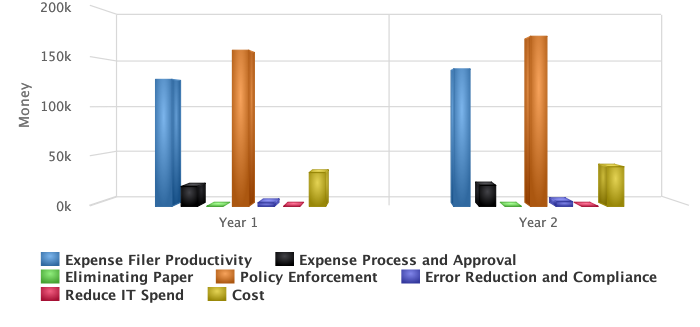 200k
150k
100k
50k
0k
Money
Year 1
Year 2
Expense Filer Productivity
Expense Process and Approval
Eliminating Paper
Policy Enforcement
Error Reduction and Compliance
Reduce IT Spend
Cost